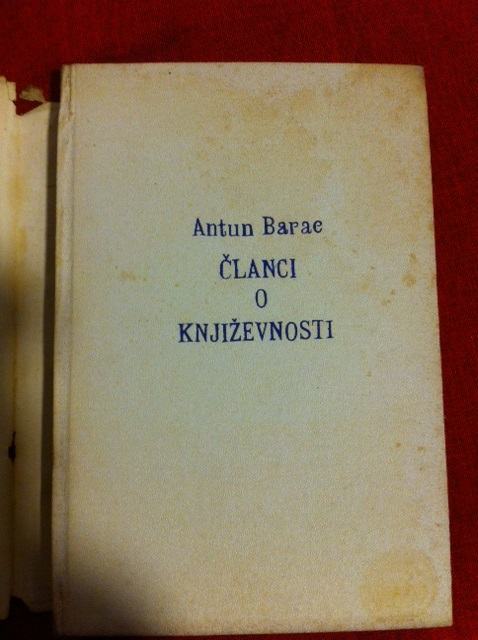 Antun Barac
ČLANCI
O
KNJIŽEVNOSTI